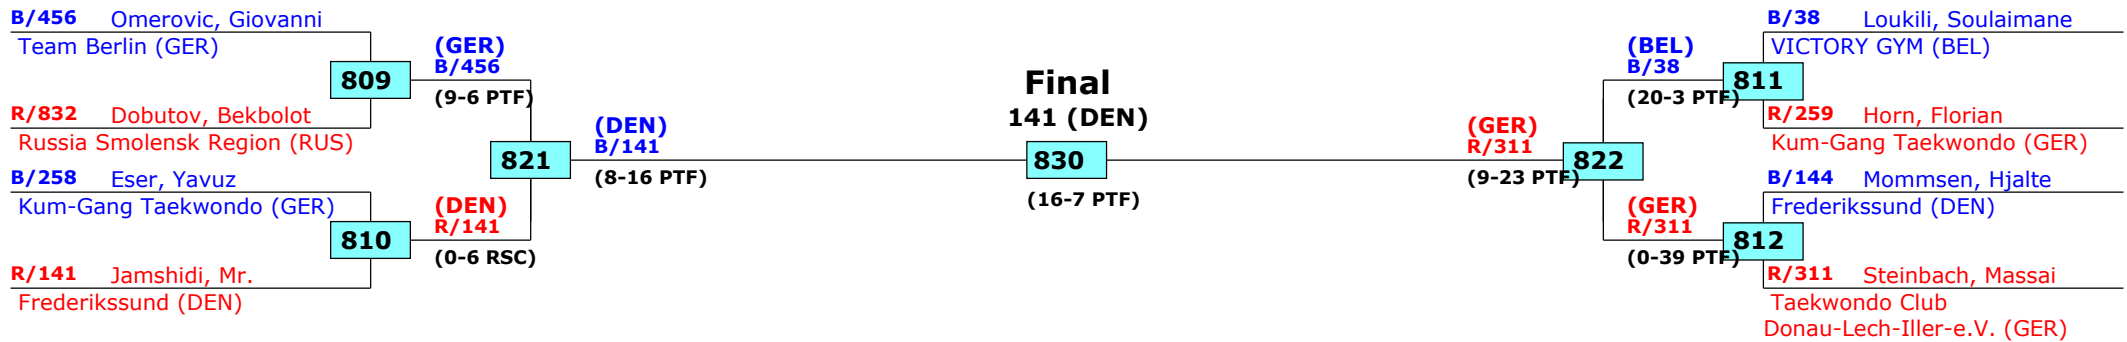 B/456 Omerovic, Giovanni
Team Berlin (GER)
809
R/832 Dobutov, Bekbolot
Russia Smolensk Region (RUS)
B/258 Eser, Yavuz
Kum-Gang Taekwondo (GER)
810
R/141 Jamshidi, Mr.
Frederikssund (DEN)
(GER)
B/456
(9-6 PTF)
821
(DEN)
R/141
(0-6 RSC)
(DEN)
B/141
(8-16 PTF)
Final
141 (DEN)
830
(16-7 PTF)
(GER)
R/311
(9-23 PTF)
822
(BEL)
B/38
(20-3 PTF)
(GER)
R/311
(0-39 PTF)
B/38 Loukili, Soulaimane
VICTORY GYM (BEL)
811
R/259 Horn, Florian
Kum-Gang Taekwondo (GER)
B/144 Mommsen, Hjalte
Frederikssund (DEN)
812
R/311 Steinbach, Massai
Taekwondo Club
Donau-Lech-Iller-e.V. (GER)